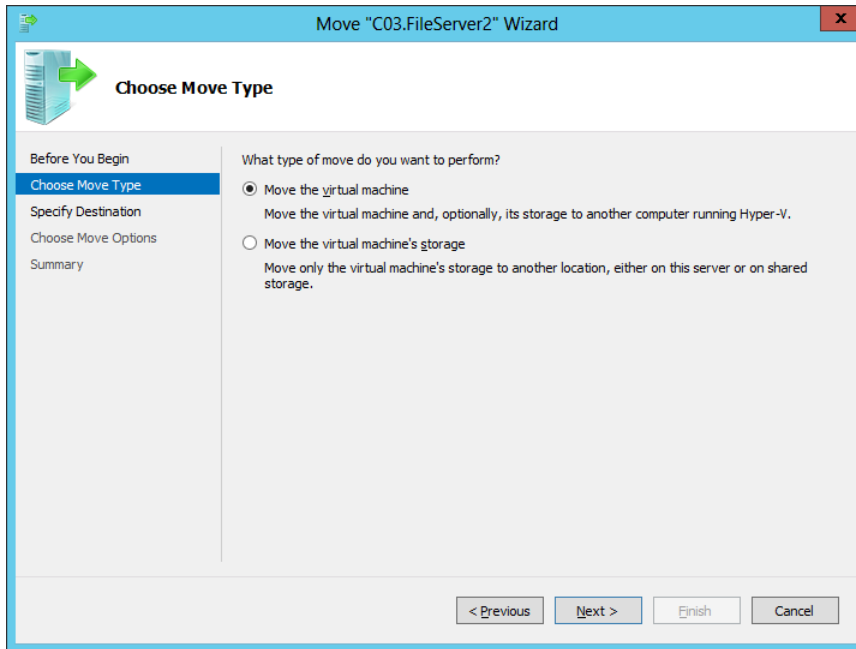 Move "C03.FileServer2" Wizard
x
Choose Move Type
Before You Begin
Choose Move Type
Specify Destination
Choose Move Options
Summary
What type of move do you want to perform?
Move the virtual machine
Move the virtual machine and, optionally, its storage to another computer running Hyper-V.
Move the virtual machine's storage
Move only the virtual machine's storage to another location, either on this server or on shared
storage.
< Previous Next > Finish Cancel